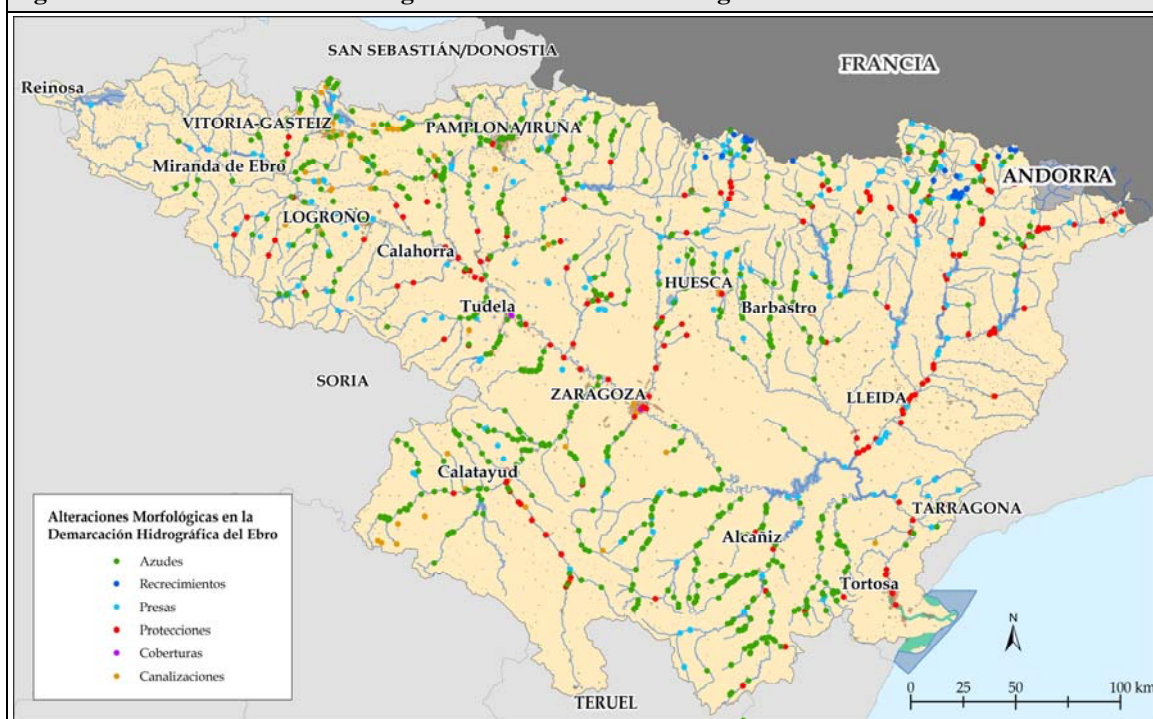 SAN SEBASTIÁN/DONOSTIA
FRANCIA
Reinosa
VITORIA-GASTEIZ
PAMPLONA/IRUÑA
Miranda de Ebro
ANDORRA
LOGROÑO
Calahorra
HUESCA
Tudela
Barbastro
SORIA
ZARAGOZA
LLEIDA
Calatayud
TARRAGONA
Alcañiz
Tortosa
TERUEL
Alteraciones Morfológicas en la
Demarcación Hidrográfica del Ebro
Azudes
Recrecimientos
Presas
Protecciones
Coberturas
Canalizaciones
N
0 25 50 100 km